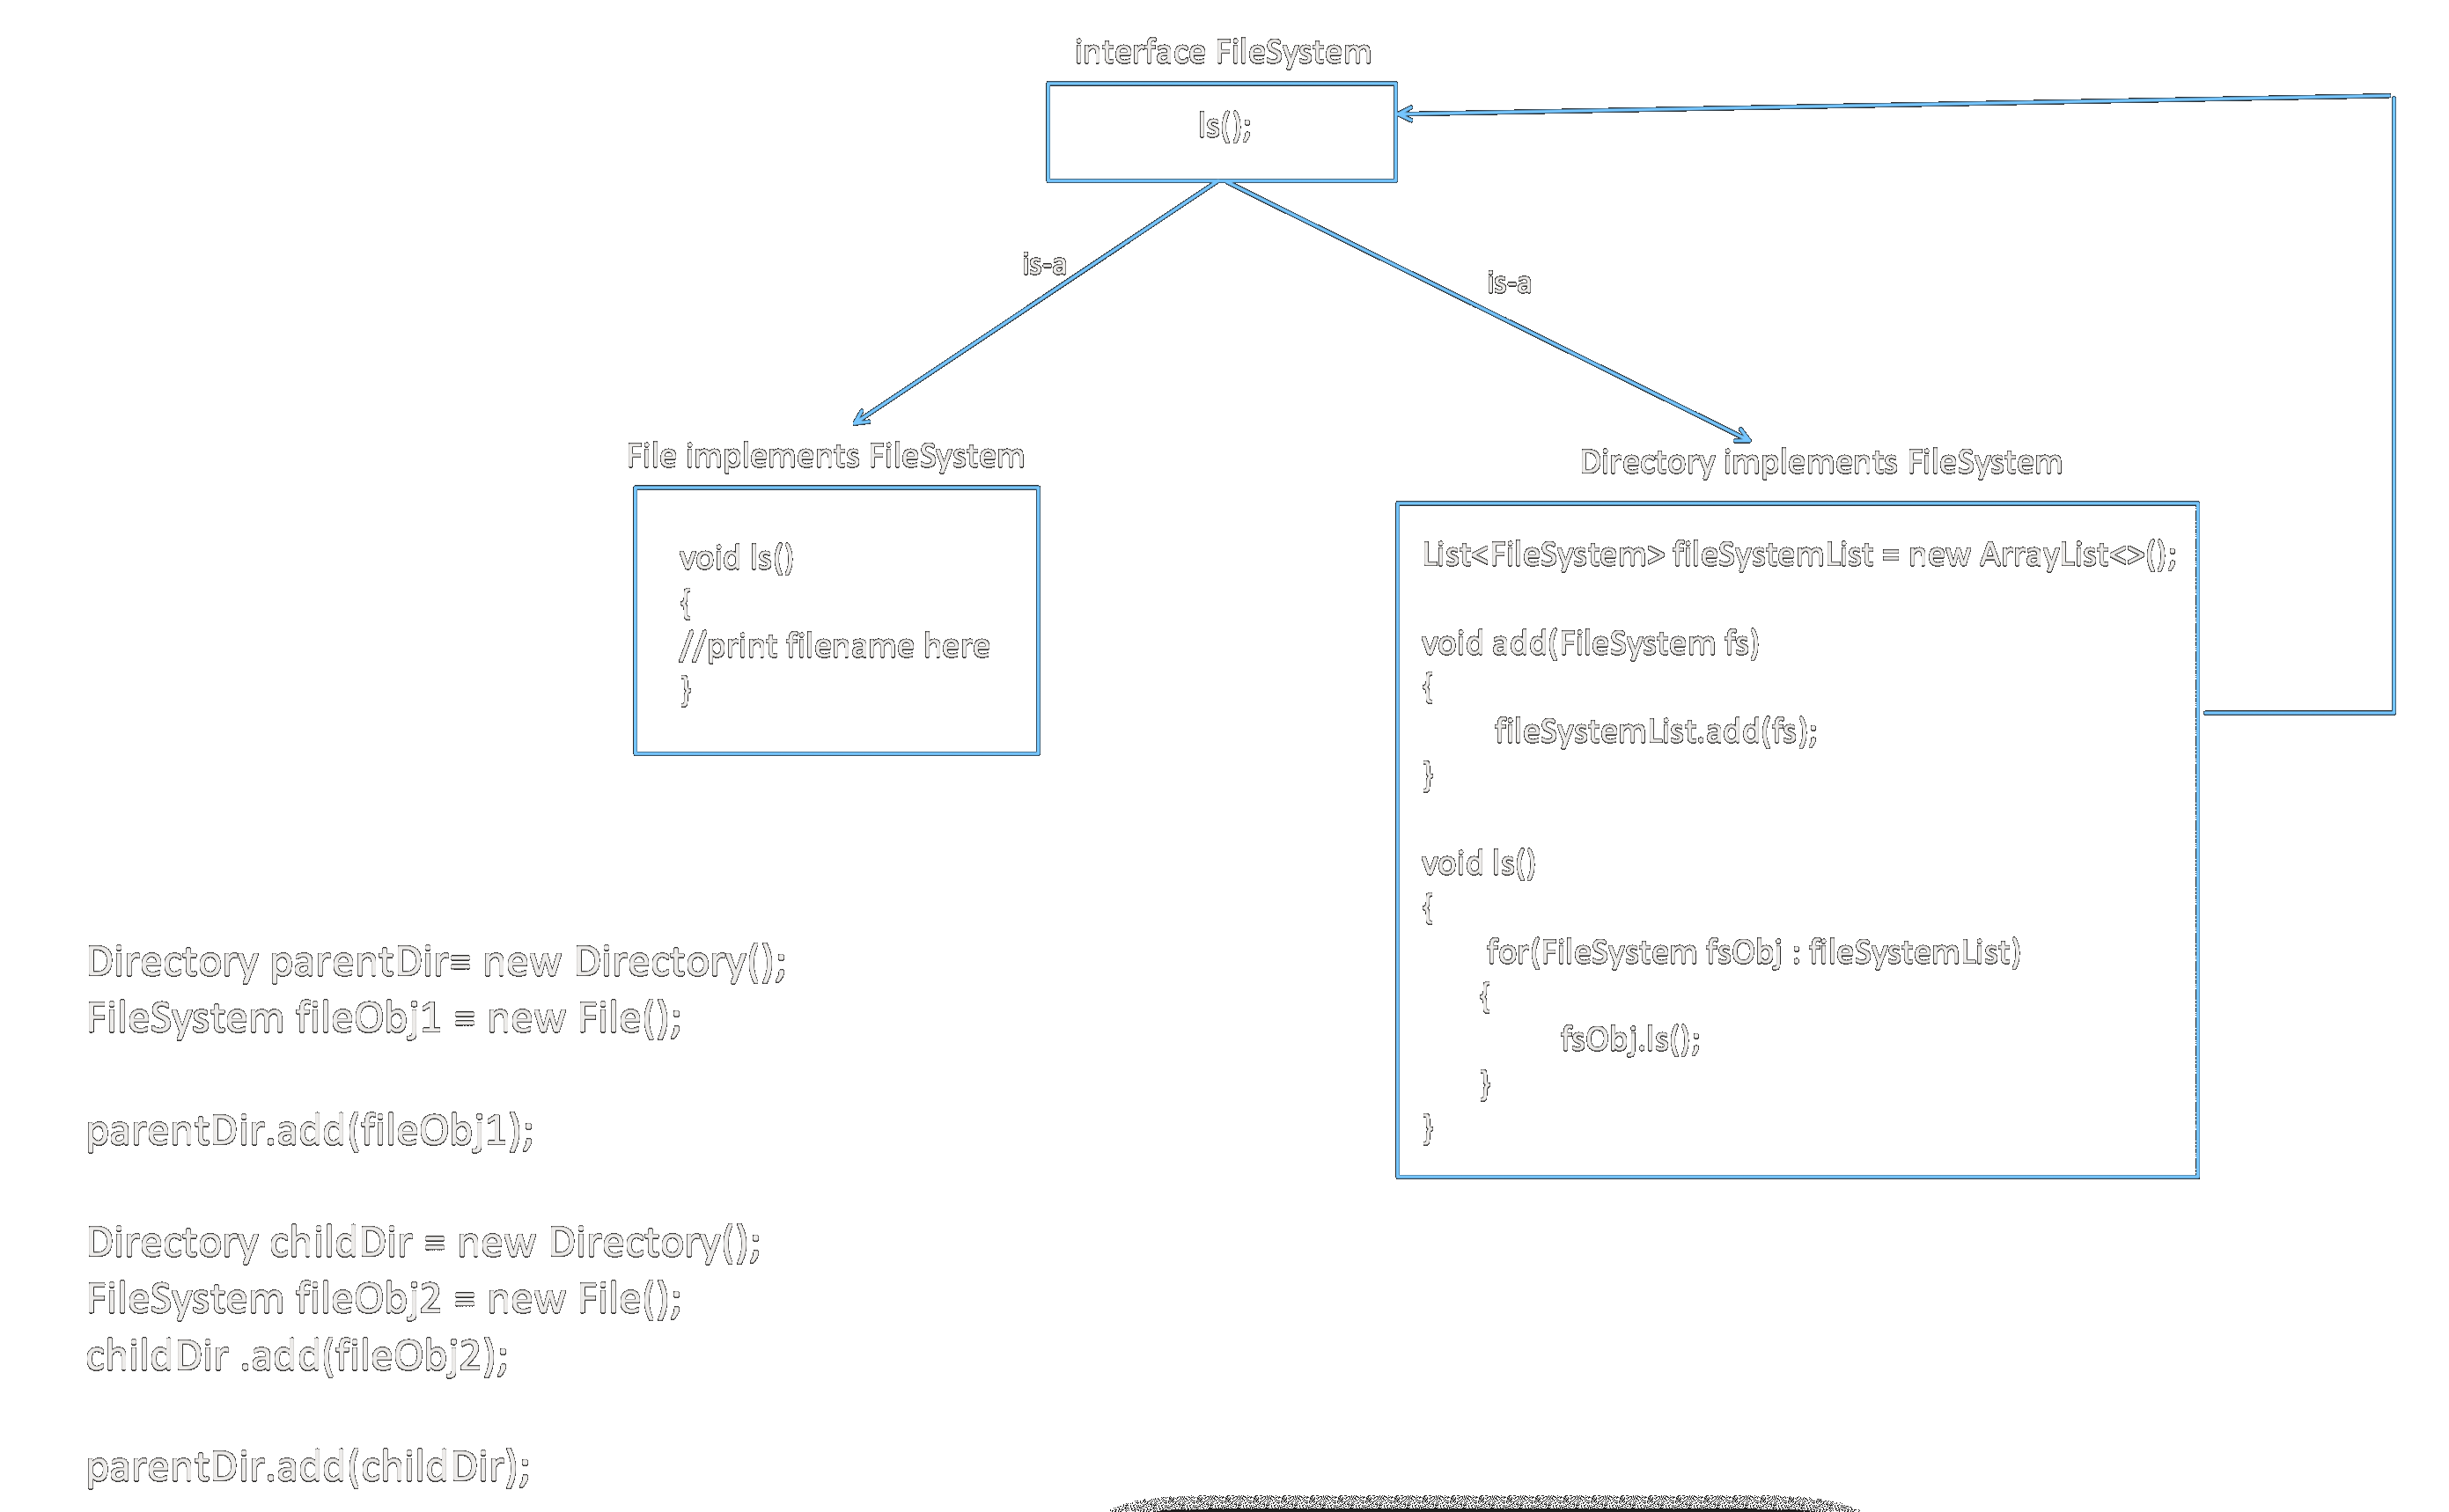 interface FileSystem
ls();
is-a
is-a
File implements FileSystem
void ls()
{
//print filename here
}
Directory implements FileSystem
List<FileSystem> fileSystemList = new ArrayList<>();
void add(FileSystem fs)
{
fileSystemList.add(fs);
}
void ls()
{
for(FileSystem fsObj : fileSystemList)
{
fsObj.ls();
}
}
Directory parentDir= new Directory();
FileSystem fileObj1 = new File();
parentDir.add(fileObj1);
Directory childDir = new Directory();
FileSystem fileObj2 = new File();
childDir .add(fileObj2);
parentDir.add(childDir);